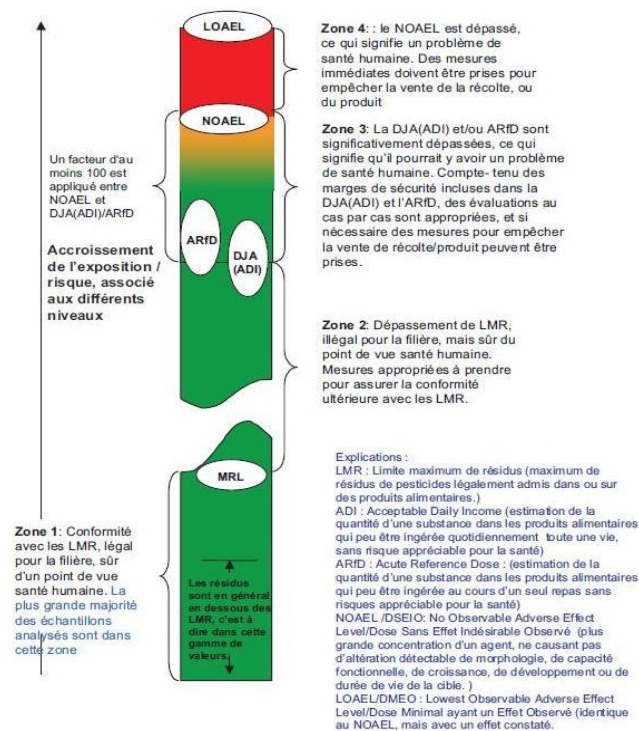 LOAEL
Zone 4: : le NOAEL est dépassé,
ce qui signifie un problème de
santé humaine. Des mesures
immédiates doivent être prises pour
empêcher la vente de la récolte, ou
du produit
NOAEL
Zone 3: La DJA(ADI) et/ou ARfD sont
significativement dépassées, ce qui
signifie qu'il pourrait y avoir un problème
de santé humaine. Compte- tenu des
marges de sécurité incluses dans la
DJA(ADI) et l'ARfD, des évaluations au
cas par cas sont appropriées, et si
nécessaire des mesures pour empêcher
la vente de récolte/produit peuvent être
prises.
Un facteur d'au
moins 100 est
appliqué entre
NOAEL et
DJA(ADI)/ARfD
ARfD
DJA
(ADI)
Accroissement
de l'exposition /
risque, associé
aux différents
niveaux
Zone 2: Dépassement de LMR,
illégal pour la filière, mais sûr du
point de vue santé humaine.
Mesures appropriées à prendre
pour assurer la conformité
ultérieure avec les LMR.
MRL
Zone 1: Conformité
avec les LMR, légal
pour la filière, sûr
d'un point de vue
santé humaine. La
plus grande majorité
des échantillons
analysés sont dans
cette zone
Les résidus
sont en général
en dessous des
LMR, c'est à
dire dans cette
gamme de
valeurs.
Explications :
LMR : Limite maximum de résidus (maximum de
résidus de pesticides légalement admis dans ou sur
des produits alimentaires.)
ADI : Acceptable Daily Income (estimation de la
quantité d'une substance dans les produits alimentaires
qui peu être ingérée quotidiennent toute une vie,
sans risque appréciable pour la santé)
ARfD : Acute Reference Dose : (estimation de la
quantité d'une substance dans les produits alimentaires
qui peu être ingérée au cours d'un seul repas sans
risques appréciable pour la santé)
NOAEL /DSEIO: No Observable Adverse Effect
Level/Dose Sans Effet Indésirable Observé (plus
grande concentration d'un agent, ne causant pas
d'altération détectable de morphologie, de capacité
fonctionnelle, de croissance, de développement ou de
durée de vie de la cible. )
LOAEL/DMEO: Lowest Observable Adverse Effect
Level/Dose Minimal ayant un Effet Observé (identique
au NOAEL, mais avec un effet constaté.